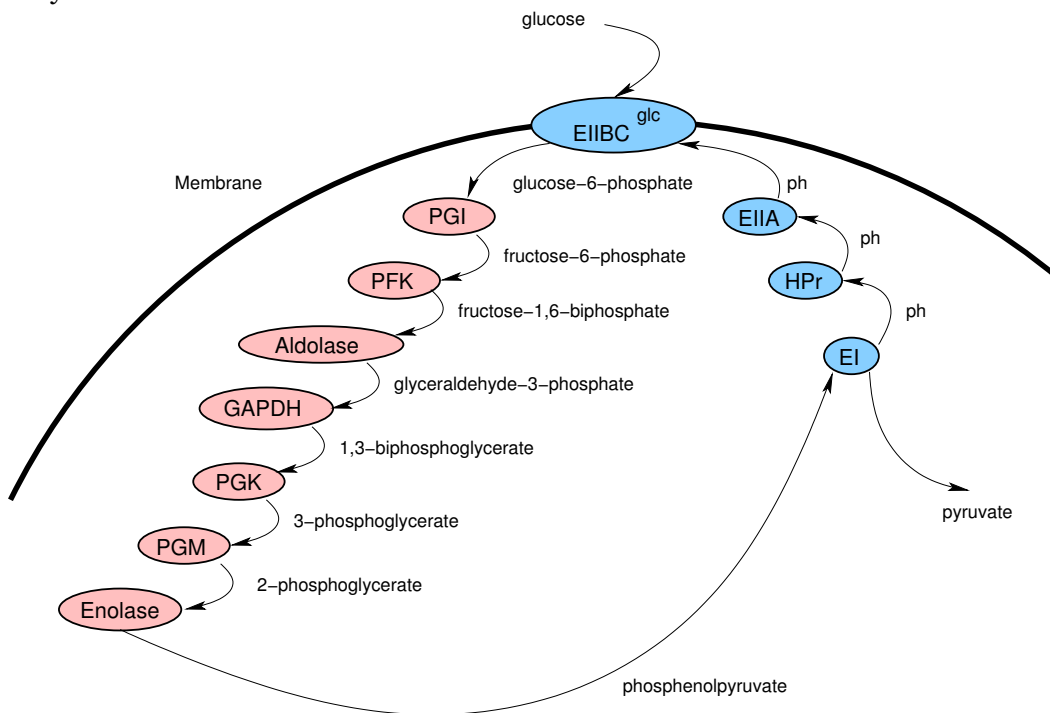 glucose
EIIBC glc
Membrane
glucose−6−phosphate
ph
PGI
EIIA
ph
fructose−6−phosphate
PFK
HPr
fructose−1,6−biphosphate
ph
Aldolase
EI
glyceraldehyde−3−phosphate
GAPDH
1,3−biphosphoglycerate
PGK
3−phosphoglycerate
pyruvate
PGM
2−phosphoglycerate
Enolase
phosphenolpyruvate